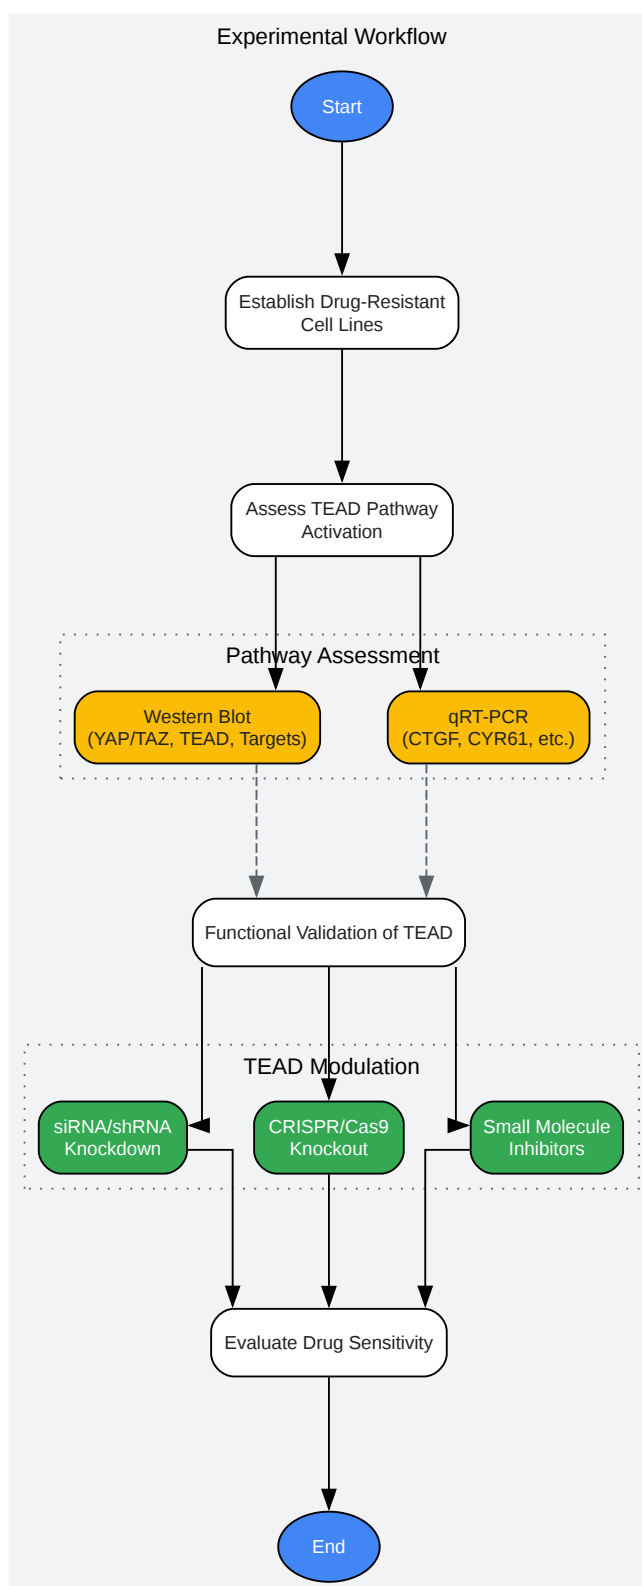 Experimental Workflow
Start
Establish Drug-Resistant
Cell Lines
Assess TEAD Pathway
Activation
Pathway Assessment
Western Blot
(YAP/TAZ, TEAD, Targets)
qRT-PCR
(CTGF, CYR61, etc.)
Functional Validation of TEAD
TEAD Modulation
siRNA/shRNA
Knockdown
CRISPR/Cas9
Knockout
Small Molecule
Inhibitors
Evaluate Drug Sensitivity
End